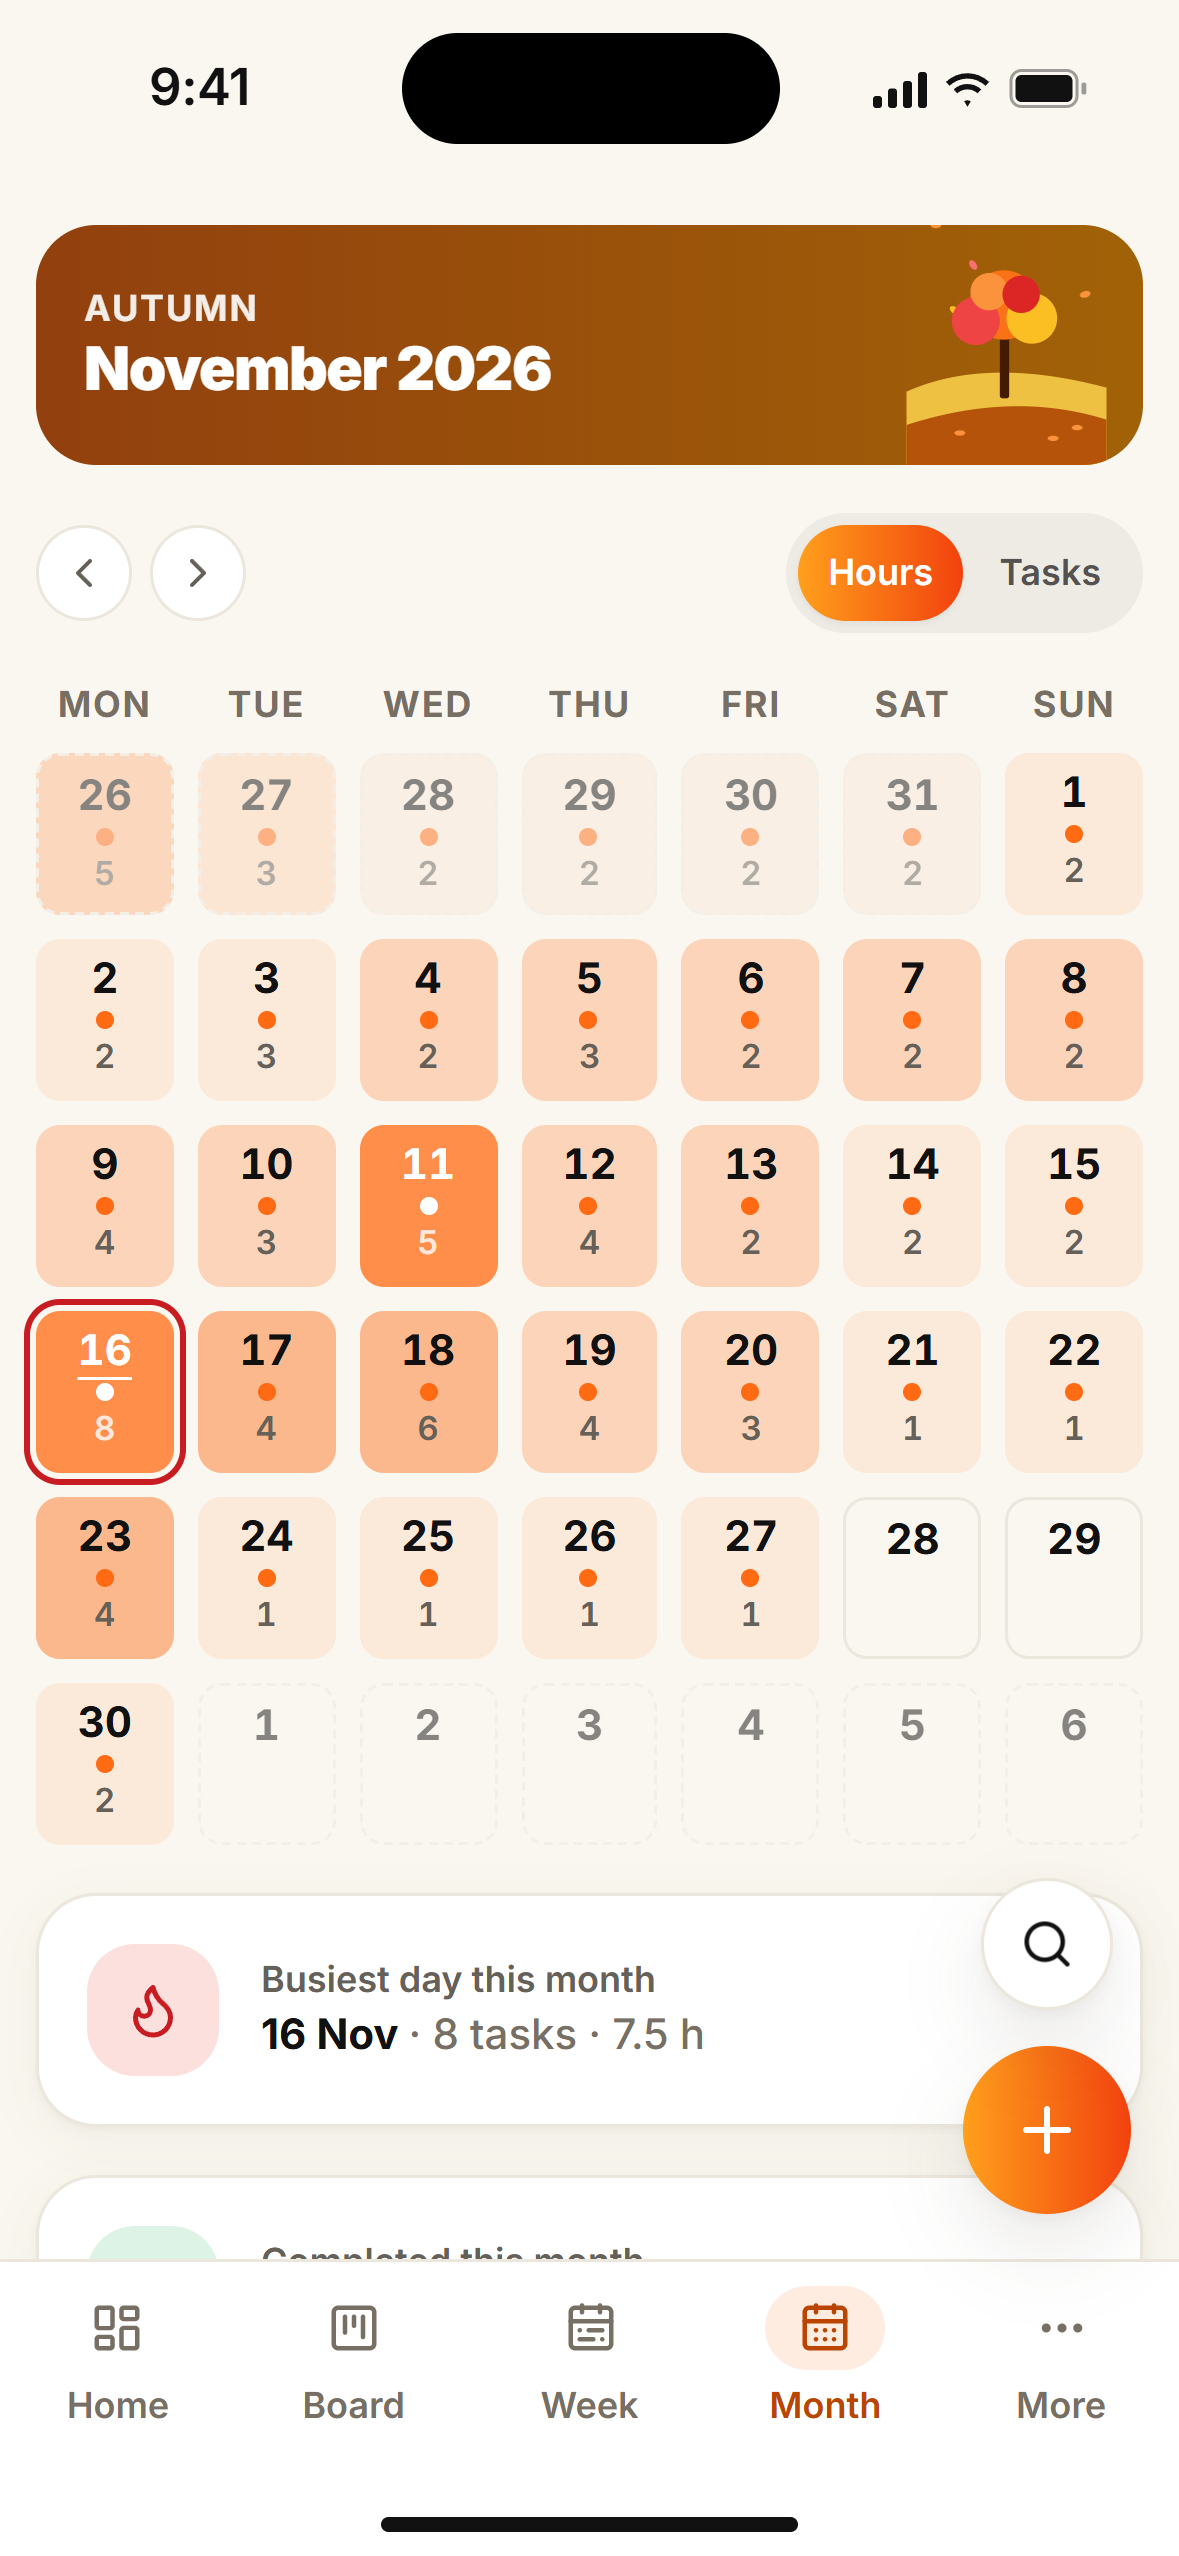 9:41
AUTUMN
November 2026
Hours Tasks
MON TUE WED THU FRI SAT SUN
26 27 28 29 30 31 1
5 3 2 2 2 2 2
2 3 4 5 6 7 8
2 3 2 3 2 2 2
9 10 11 12 13 14 15
4 3 5 4 2 2 2
16 17 18 19 20 21 22
8 4 6 4 3 1 1
23 24 25 26 27 28 29
4 1 1 1 1
30 1 2 3 4 5 6
2
Busiest day this month
16 Nov · 8 tasks · 7.5 h
Completed this month
Home Board Week Month More